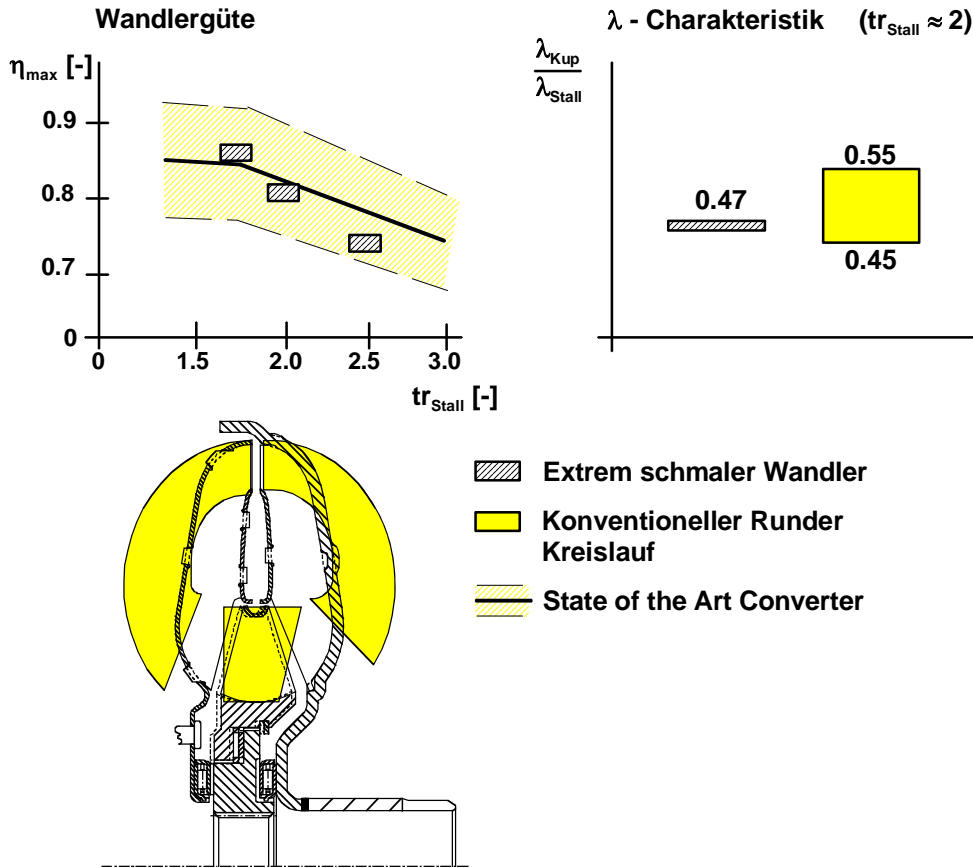 Wandlergüte
η_max [-]
0.9
0.8
0.7
0
0
1.5
2.0
2.5
3.0
tr_Stall [-]
λ - Charakteristik (tr_Stall ≈ 2)
λ_Kup
λ_Stall
0.47
0.55
0.45
Extrem schmaler Wandler
Konventioneller Runder
Kreislauf
State of the Art Converter